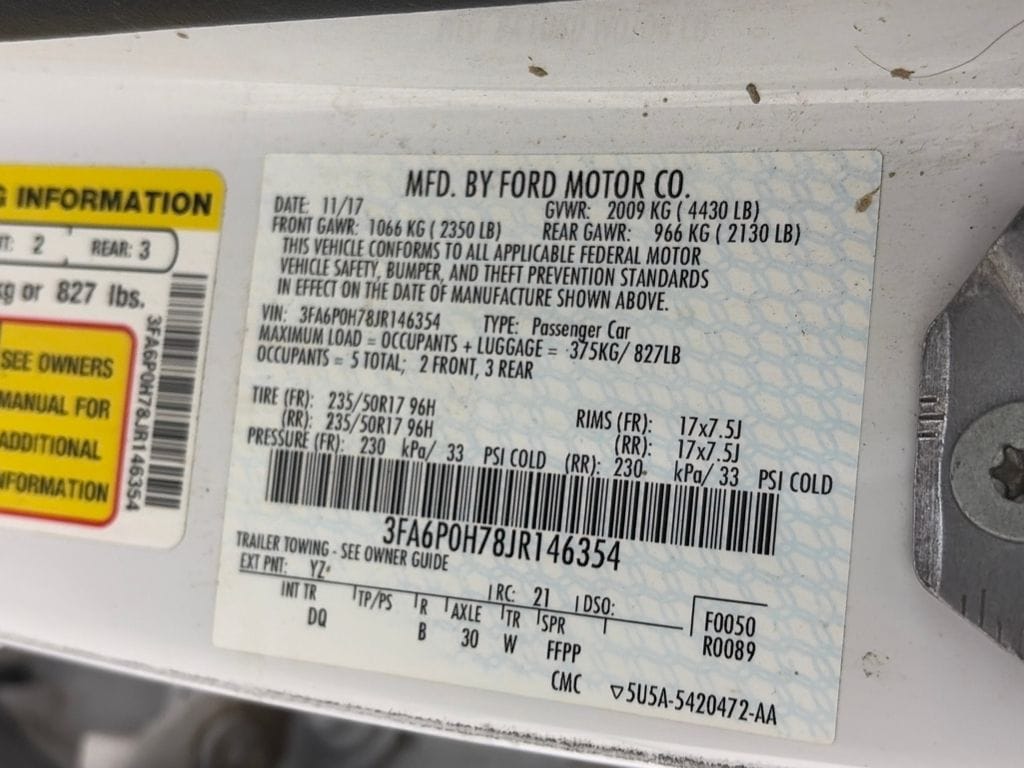 G INFORMATION
2 REAR: 3
kg or 827 lbs.
SEE OWNERS
MANUAL FOR
ADDITIONAL
INFORMATION
3FA6P0H78JR146354
MFD. BY FORD MOTOR CO.
DATE: 11/17 GVWR: 2009 KG ( 4430 LB)
FRONT GAWR: 1066 KG ( 2350 LB) REAR GAWR: 966 KG ( 2130 LB)
THIS VEHICLE CONFORMS TO ALL APPLICABLE FEDERAL MOTOR
VEHICLE SAFETY, BUMPER, AND THEFT PREVENTION STANDARDS
IN EFFECT ON THE DATE OF MANUFACTURE SHOWN ABOVE.
VIN: 3FA6P0H78JR146354 TYPE: Passenger Car
MAXIMUM LOAD = OCCUPANTS + LUGGAGE = 375KG/ 827LB
OCCUPANTS = 5 TOTAL; 2 FRONT, 3 REAR
TIRE (FR): 235/50R17 96H RIMS (FR): 17x7.5J
(RR): 235/50R17 96H (RR): 17x7.5J
PRESSURE (FR): 230 kPa/ 33 PSI COLD (RR): 230 kPa/ 33 PSI COLD
3FA6P0H78JR146354
TRAILER TOWING - SEE OWNER GUIDE
EXT PNT: YZ RC: 21 DSO:
INT TR TP/PS R AXLE TR SPR F0050
DQ B 30 W FFPP R0089
CMC ▽5U5A-5420472-AA